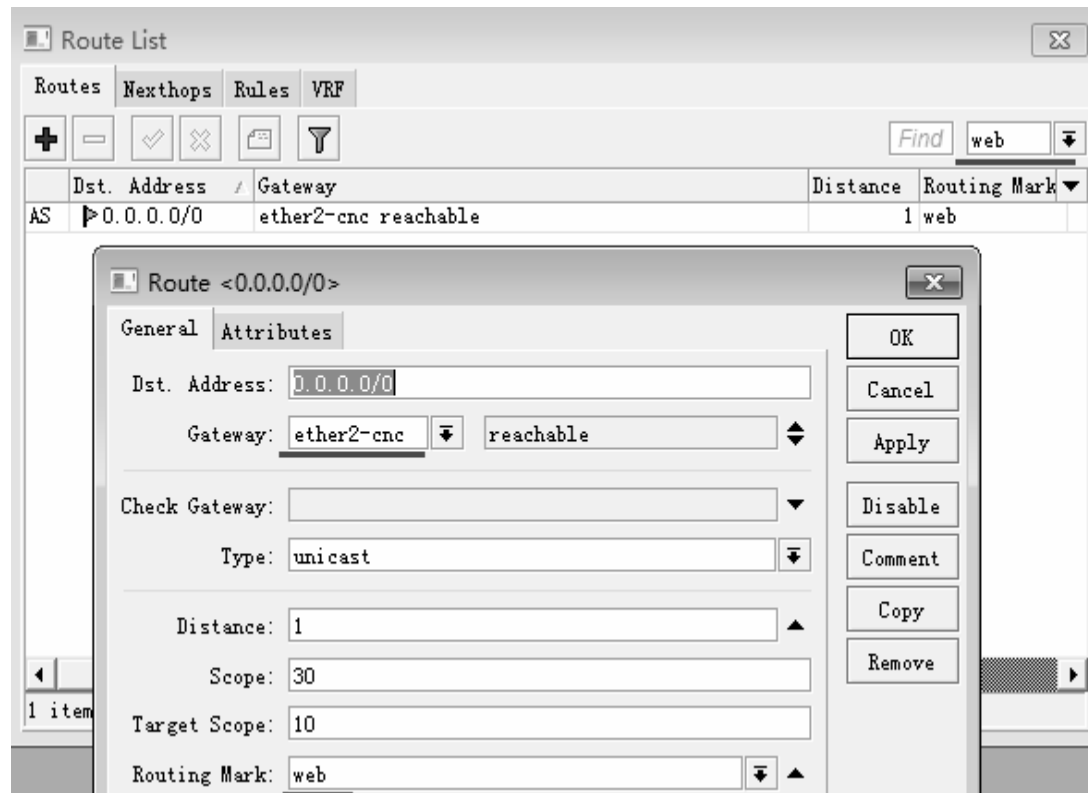 Route List
Routes Nexthops Rules VRF
Find web
Dst. Address Gateway Distance Routing Mark
AS 0.0.0.0/0 ether2-cnc reachable 1 web
Route <0.0.0.0/0>
General Attributes
OK
Dst. Address: 0.0.0.0/0
Cancel
Gateway: ether2-cnc reachable
Apply
Check Gateway:
Disable
Type: unicast
Comment
Copy
Distance: 1
Remove
Scope: 30
1 item
Target Scope: 10
Routing Mark: web